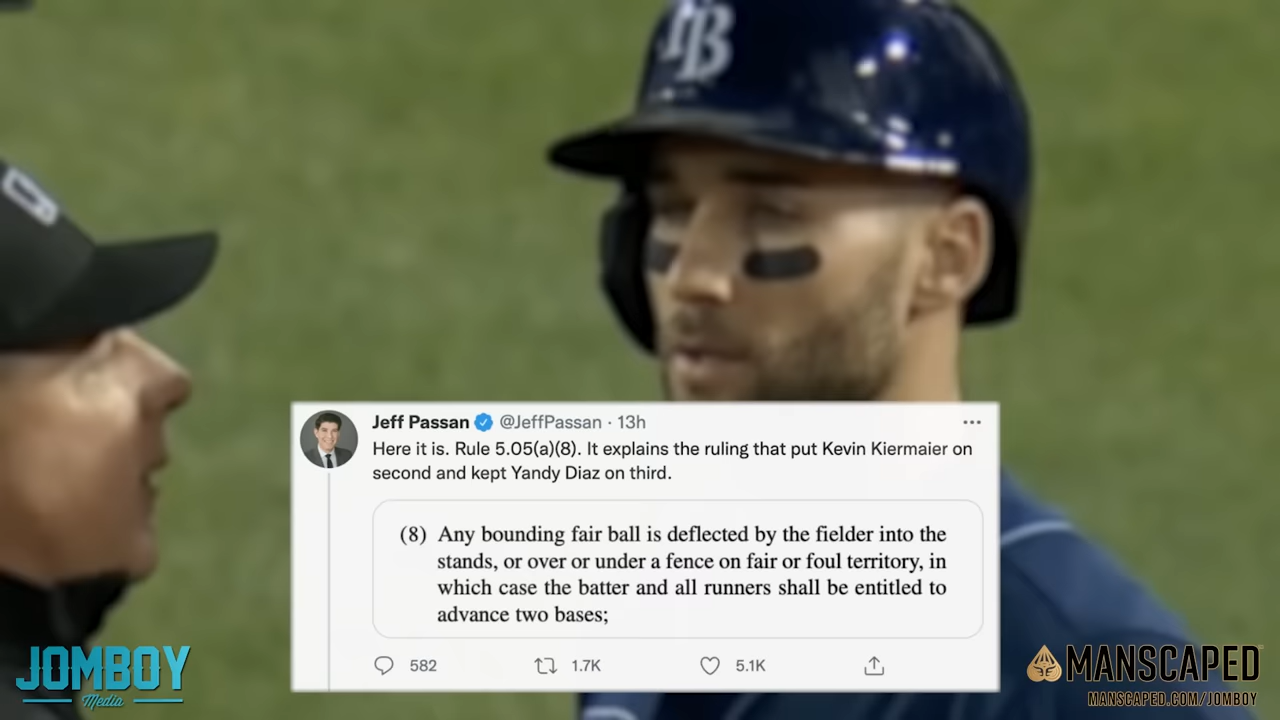 TB
Jeff Passan @JeffPassan · 13h
Here it is. Rule 5.05(a)(8). It explains the ruling that put Kevin Kiermaier on
second and kept Yandy Diaz on third.
(8) Any bounding fair ball is deflected by the fielder into the
stands, or over or under a fence on fair or foul territory, in
which case the batter and all runners shall be entitled to
advance two bases;
582 1.7K 5.1K
JOMBOY
Media
MANSCAPED
MANSCAPED.COM/JOMBOY